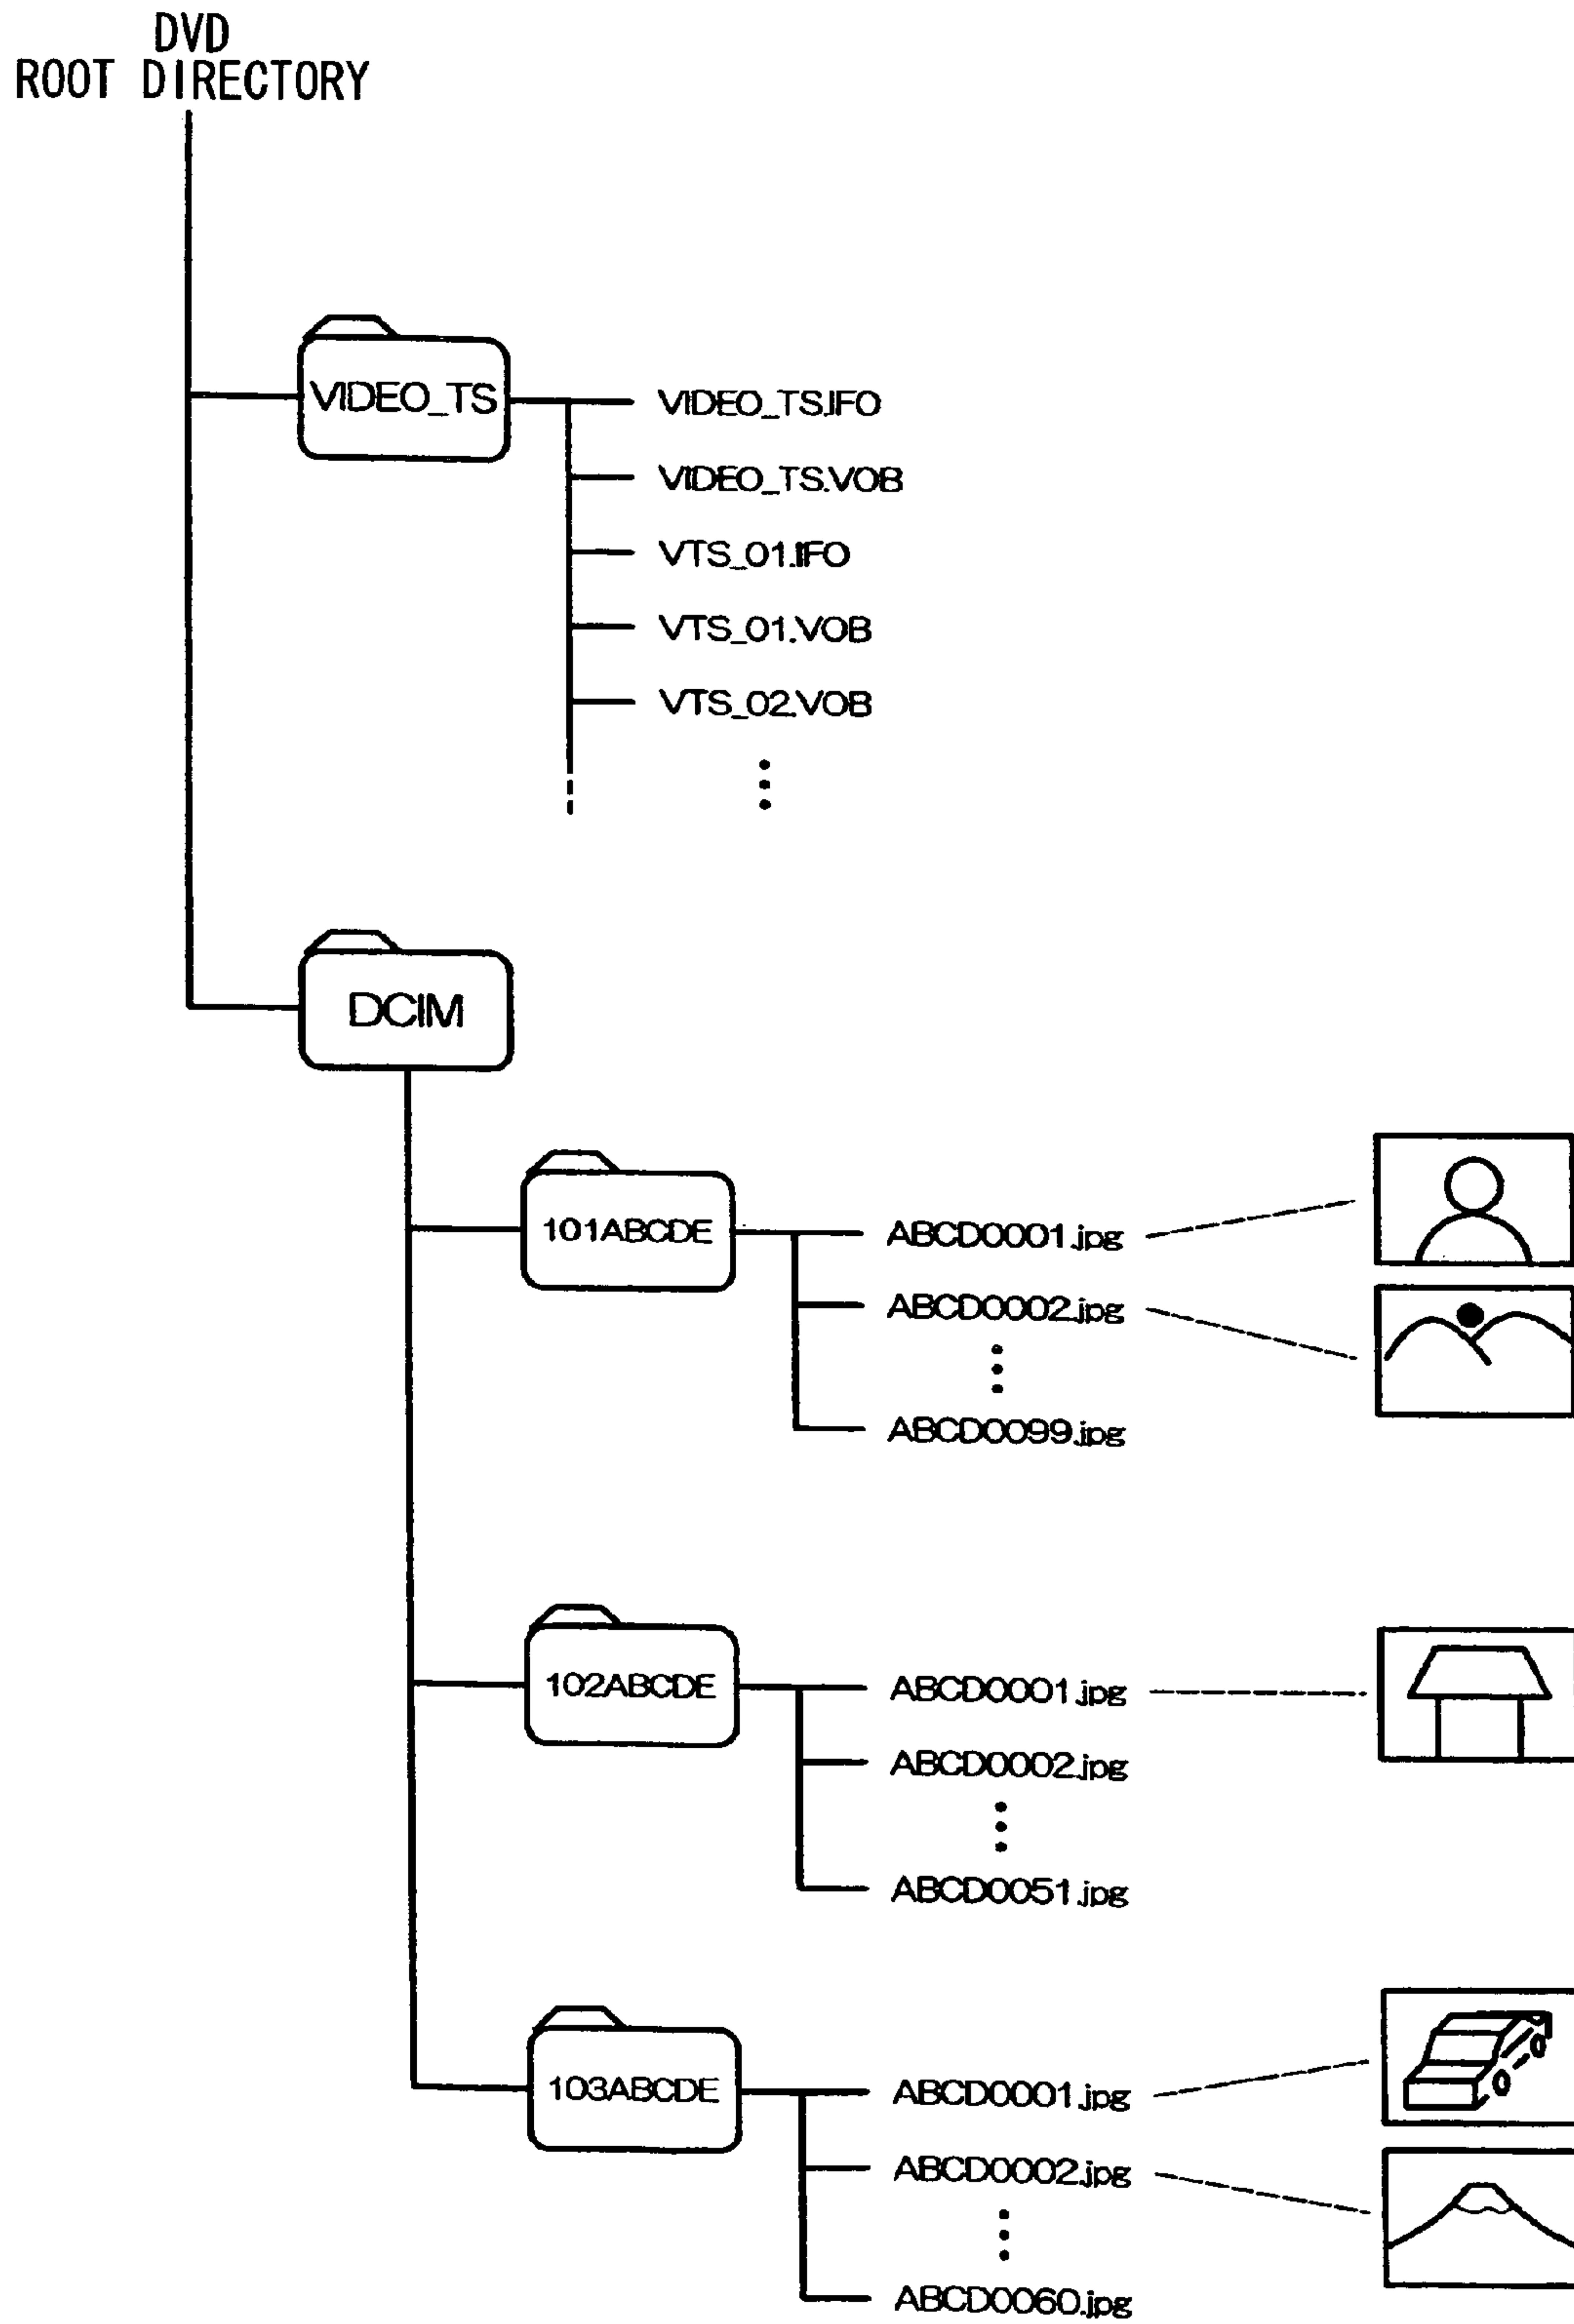 DVD
ROOT DIRECTORY
VIDEO_TS
VIDEO_TS.IFO
VIDEO_TS.VOB
VTS_01.IFO
VTS_01.VOB
VTS_02.VOB
DCIM
101ABCDE
ABCD0001.jpg
ABCD0002.jpg
ABCD0099.jpg
102ABCDE
ABCD0001.jpg
ABCD0002.jpg
ABCD0051.jpg
103ABCDE
ABCD0001.jpg
ABCD0002.jpg
ABCD0060.jpg